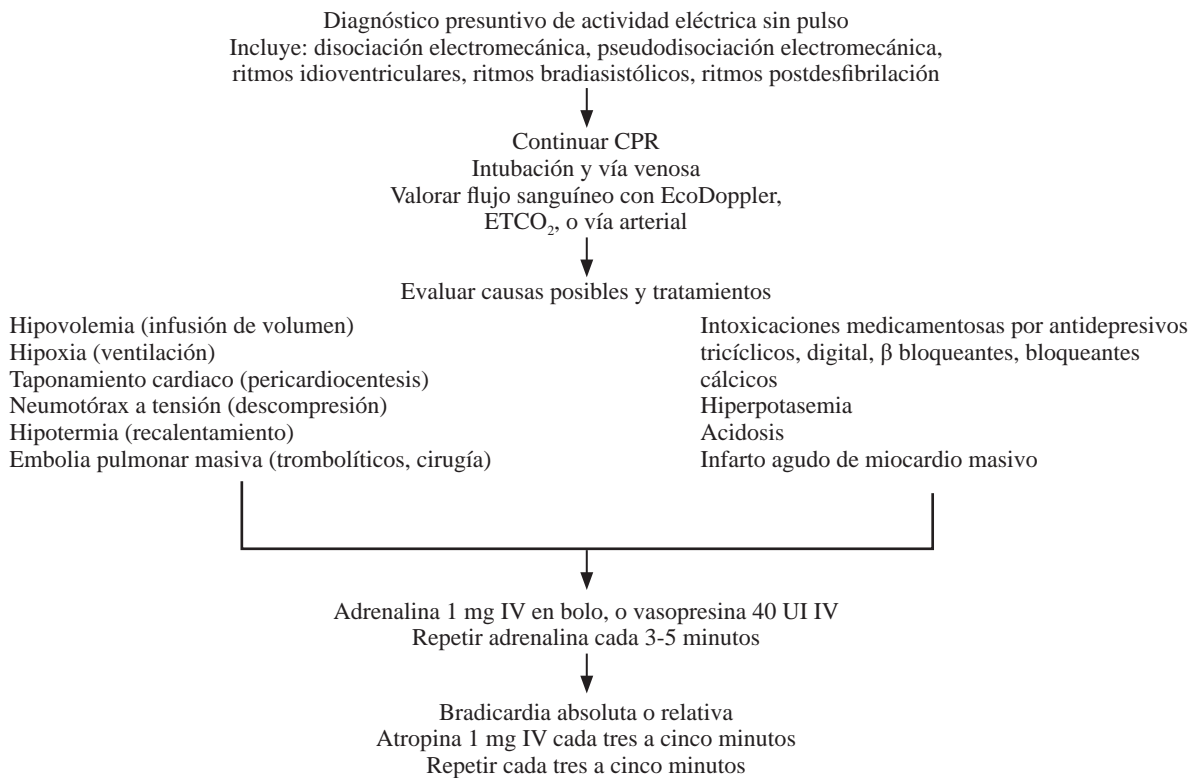 Diagnóstico presuntivo de actividad eléctrica sin pulso
Incluye: disociación electromecánica, pseudodisociación electromecánica,
ritmos idioventriculares, ritmos bradiasistólicos, ritmos postdesfibrilación
Continuar CPR
Intubación y vía venosa
Valorar flujo sanguíneo con EcoDoppler,
ETCO₂, o vía arterial
Evaluar causas posibles y tratamientos
Hipovolemia (infusión de volumen)
Hipoxia (ventilación)
Taponamiento cardiaco (pericardiocentesis)
Neumotórax a tensión (descompresión)
Hipotermia (recalentamiento)
Embolia pulmonar masiva (trombolíticos, cirugía)
Intoxicaciones medicamentosas por antidepresivos
tricíclicos, digital, β bloqueantes, bloqueantes
cálcicos
Hiperpotasemia
Acidosis
Infarto agudo de miocardio masivo
Adrenalina 1 mg IV en bolo, o vasopresina 40 UI IV
Repetir adrenalina cada 3-5 minutos
Bradicardia absoluta o relativa
Atropina 1 mg IV cada tres a cinco minutos
Repetir cada tres a cinco minutos